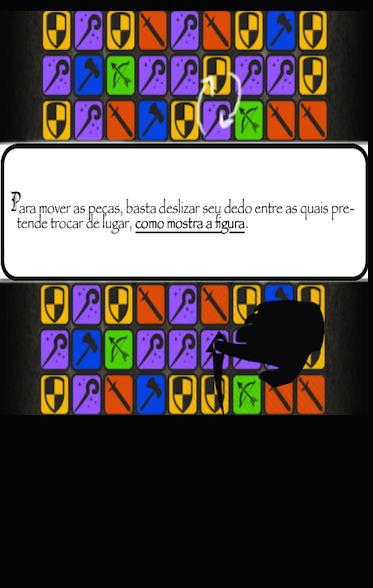 Para mover as peças, basta deslizar seu dedo entre as quais pre-
tende trocar de lugar, como mostra a figura.